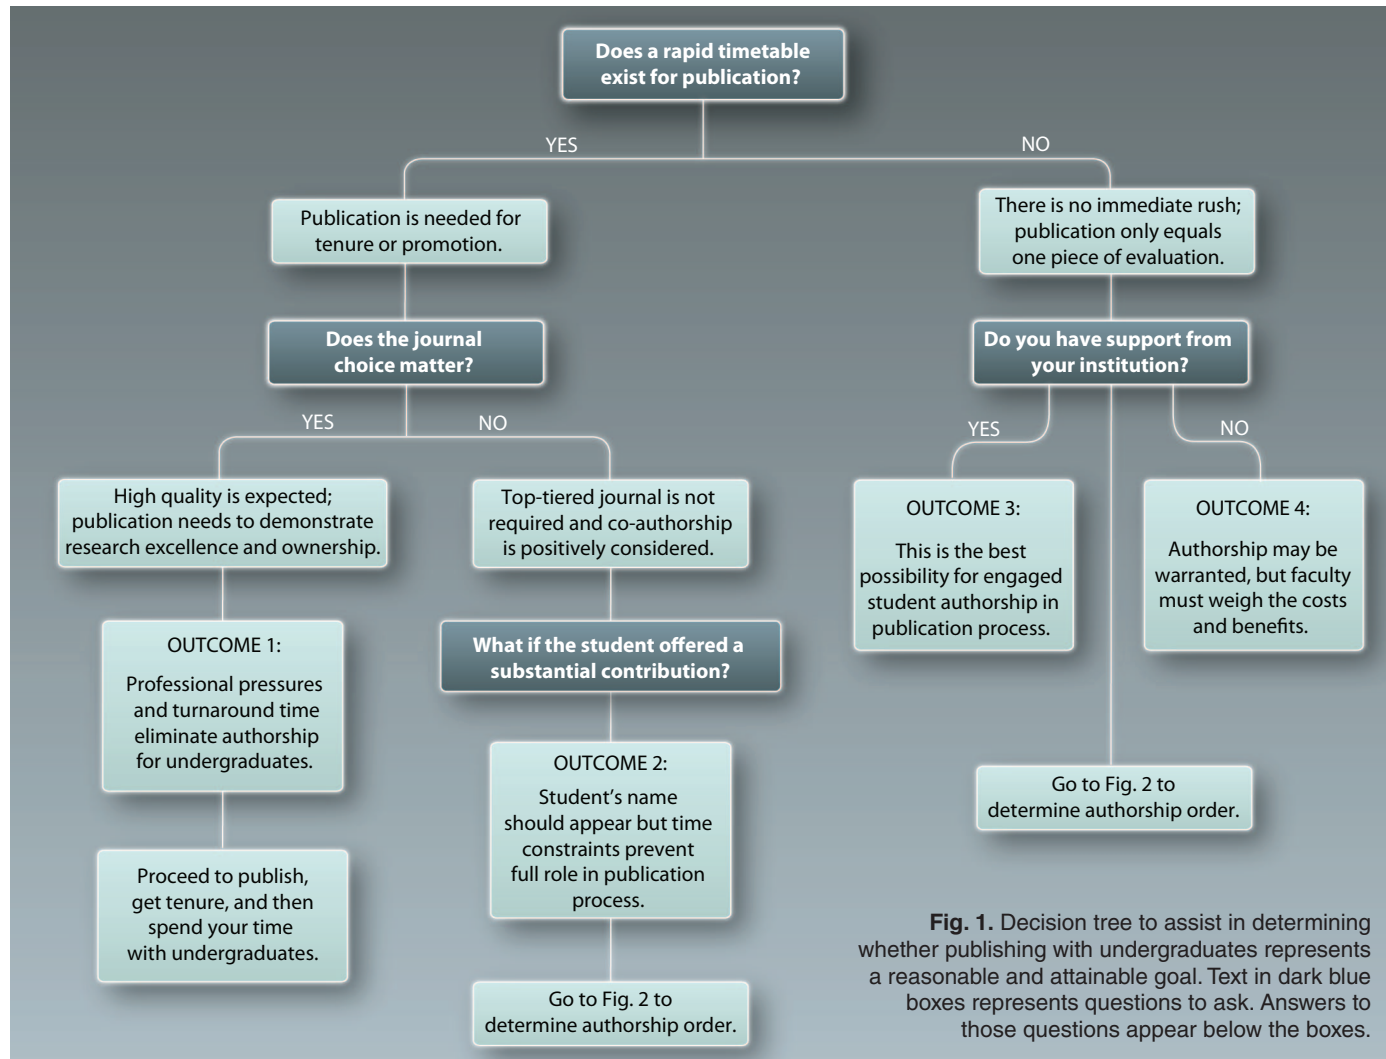 Does a rapid timetable
exist for publication?
YES
NO
Publication is needed for
tenure or promotion.
There is no immediate rush;
publication only equals
one piece of evaluation.
Does the journal
choice matter?
Do you have support from
your institution?
YES
NO
YES
NO
High quality is expected;
publication needs to demonstrate
research excellence and ownership.
Top-tiered journal is not
required and co-authorship
is positively considered.
OUTCOME 3:
This is the best
possibility for engaged
student authorship in
publication process.
OUTCOME 4:
Authorship may be
warranted, but faculty
must weigh the costs
and benefits.
OUTCOME 1:
Professional pressures
and turnaround time
eliminate authorship
for undergraduates.
What if the student offered a
substantial contribution?
OUTCOME 2:
Student’s name
should appear but time
constraints prevent
full role in publication
process.
Go to Fig. 2 to
determine authorship order.
Proceed to publish,
get tenure, and then
spend your time
with undergraduates.
Go to Fig. 2 to
determine authorship order.
Fig. 1. Decision tree to assist in determining
whether publishing with undergraduates represents
a reasonable and attainable goal. Text in dark blue
boxes represents questions to ask. Answers to
those questions appear below the boxes.